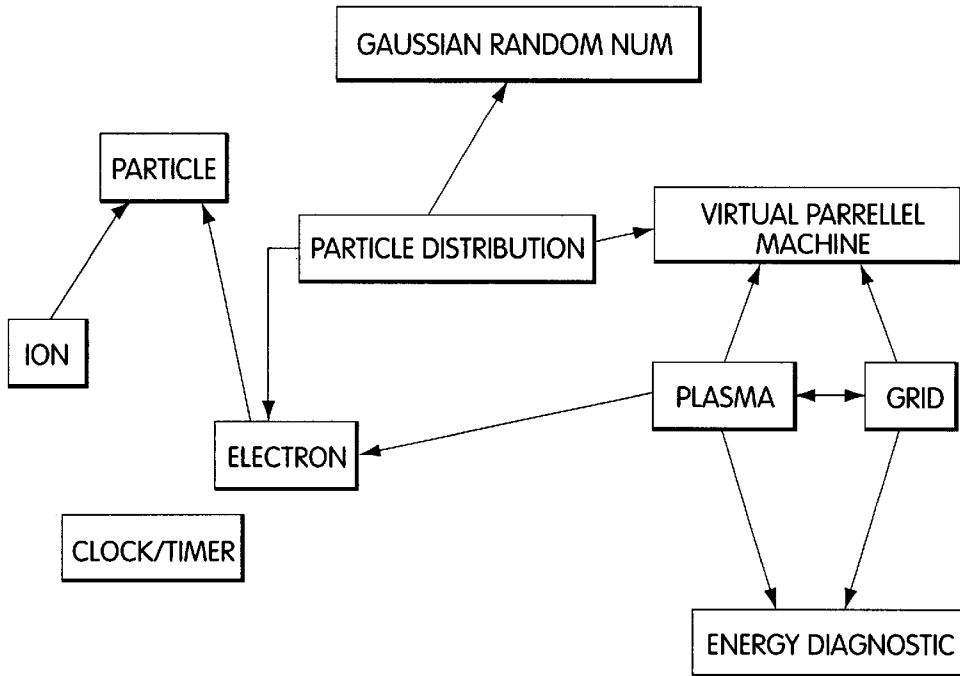 GAUSSIAN RANDOM NUM
PARTICLE
PARTICLE DISTRIBUTION
VIRTUAL PARRELLEL
MACHINE
ION
PLASMA
GRID
ELECTRON
CLOCK/TIMER
ENERGY DIAGNOSTIC